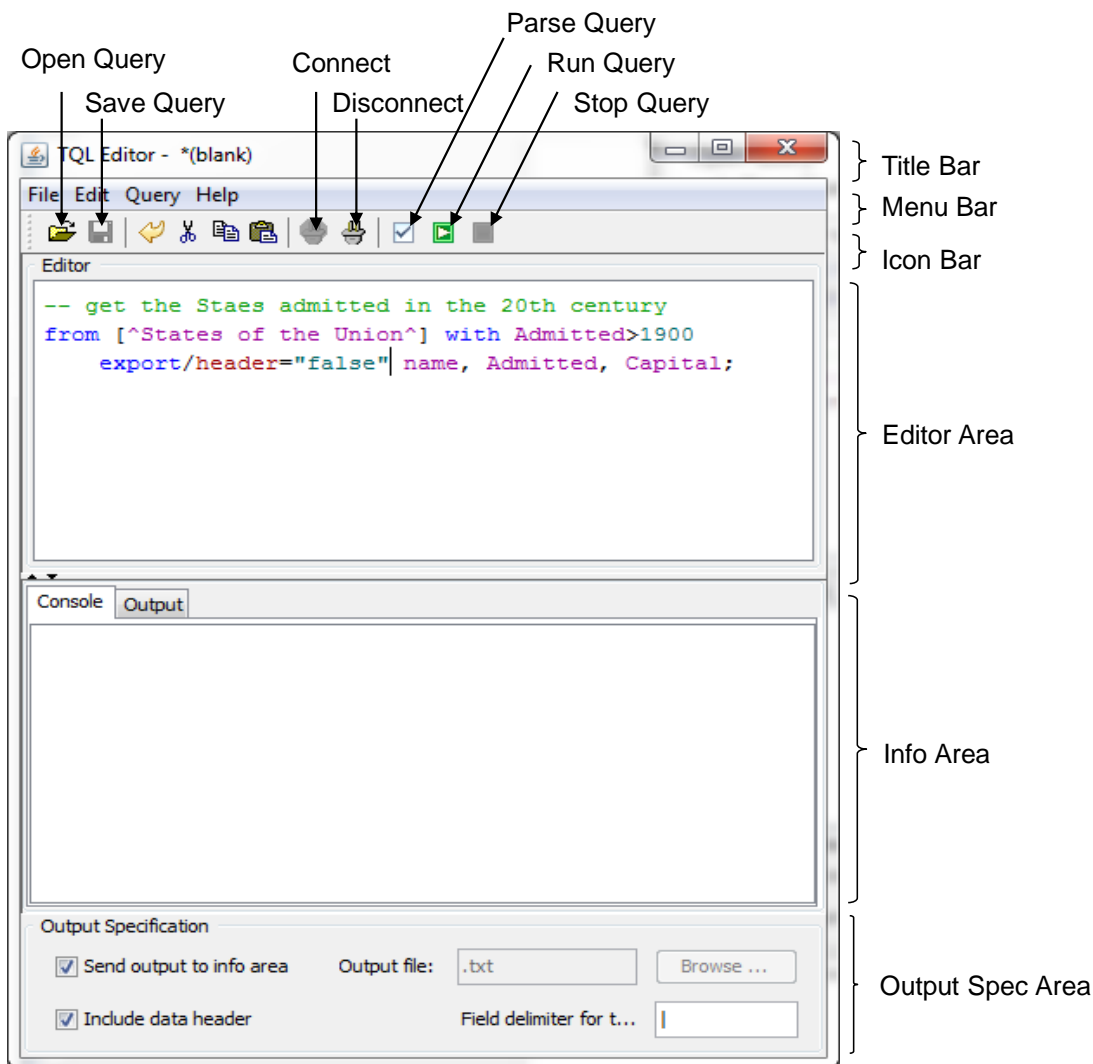 Parse Query
Open Query Connect Run Query
Save Query Disconnect Stop Query
TQL Editor - *(blank)
Title Bar
File Edit Query Help
Menu Bar
Icon Bar
Editor
-- get the Staes admitted in the 20th century
from [^States of the Union^] with Admitted>1900
export/header="false" name, Admitted, Capital;
Editor Area
Console Output
Info Area
Output Specification
Send output to info area Output file: .txt Browse ...
Output Spec Area
Include data header Field delimiter for t... |